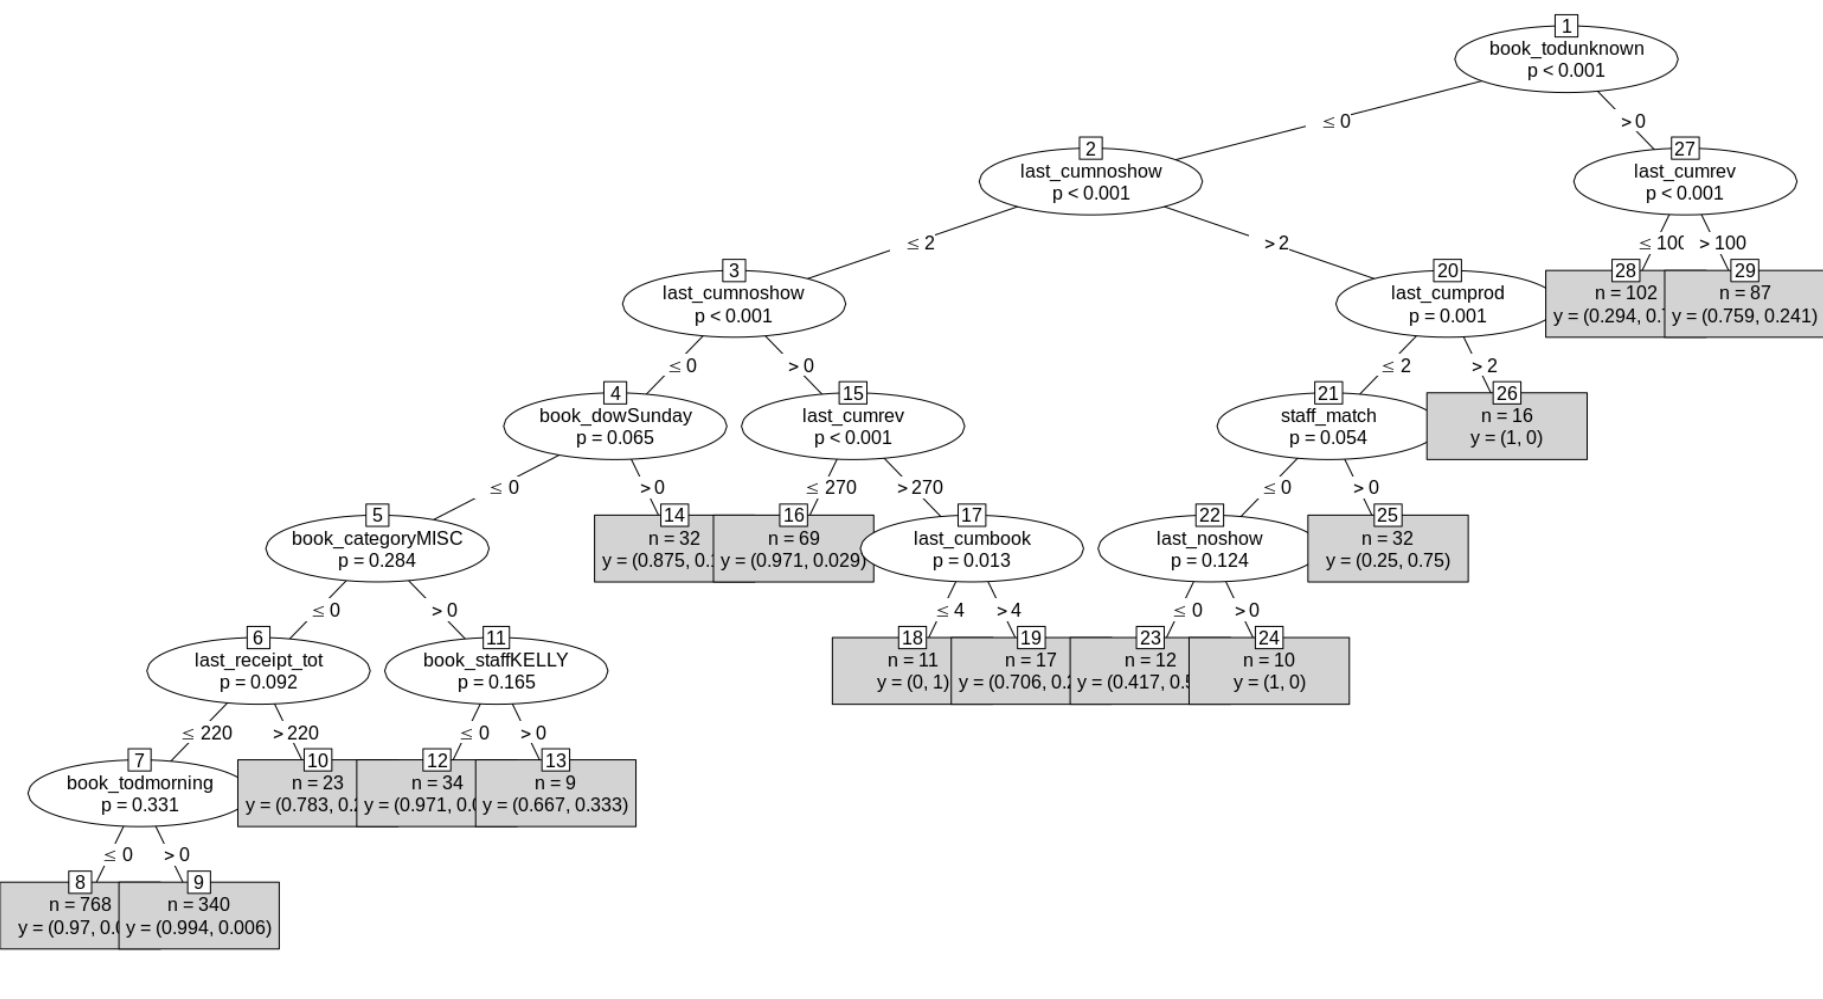 1
book_todunknown
p < 0.001
≤ 0
> 0
2
last_cumnoshow
p < 0.001
27
last_cumrev
p < 0.001
≤ 2
> 2
≤ 100
> 100
3
last_cumnoshow
p < 0.001
20
last_cumprod
p = 0.001
28
n = 102
y = (0.294, 0.
29
n = 87
y = (0.759, 0.241)
≤ 0
> 0
≤ 2
> 2
4
book_dowSunday
p = 0.065
15
last_cumrev
p < 0.001
21
staff_match
p = 0.054
26
n = 16
y = (1, 0)
≤ 0
> 0
≤ 270
> 270
≤ 0
> 0
5
book_categoryMISC
p = 0.284
14
n = 32
y = (0.875, 0.
16
n = 69
y = (0.971, 0.029)
17
last_cumbook
p = 0.013
22
last_noshow
p = 0.124
25
n = 32
y = (0.25, 0.75)
≤ 0
> 0
≤ 4
> 4
≤ 0
> 0
6
last_receipt_tot
p = 0.092
11
book_staffKELLY
p = 0.165
18
n = 11
y = (0, 1)
19
n = 17
y = (0.706, 0.
23
n = 12
y = (0.417, 0.
24
n = 10
y = (1, 0)
≤ 220
> 220
≤ 0
> 0
7
book_todmorning
p = 0.331
10
n = 23
y = (0.783, 0.
12
n = 34
y = (0.971, 0.
13
n = 9
y = (0.667, 0.333)
≤ 0
> 0
8
n = 768
y = (0.97, 0.
9
n = 340
y = (0.994, 0.006)